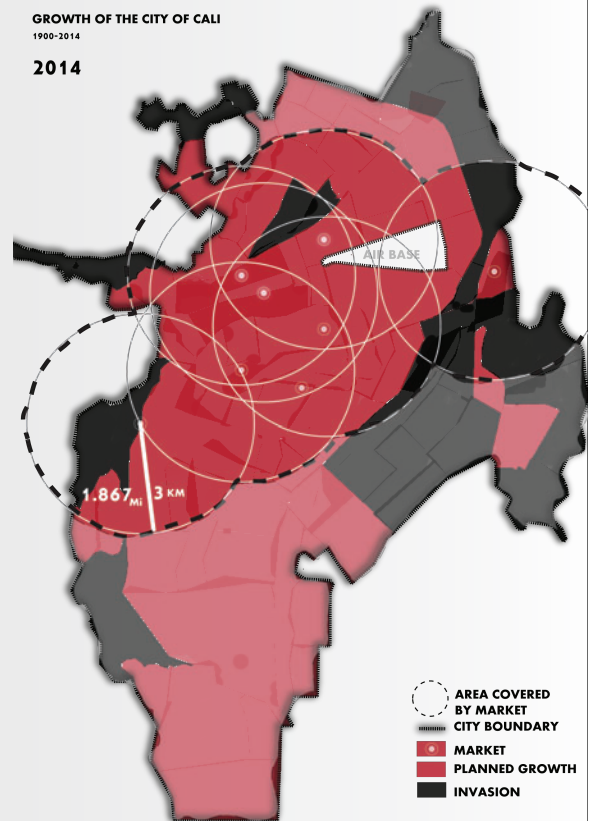 GROWTH OF THE CITY OF CALI
1900-2014
2014
AIR BASE
1.867Mi 3 KM
AREA COVERED
BY MARKET
CITY BOUNDARY
MARKET
PLANNED GROWTH
INVASION